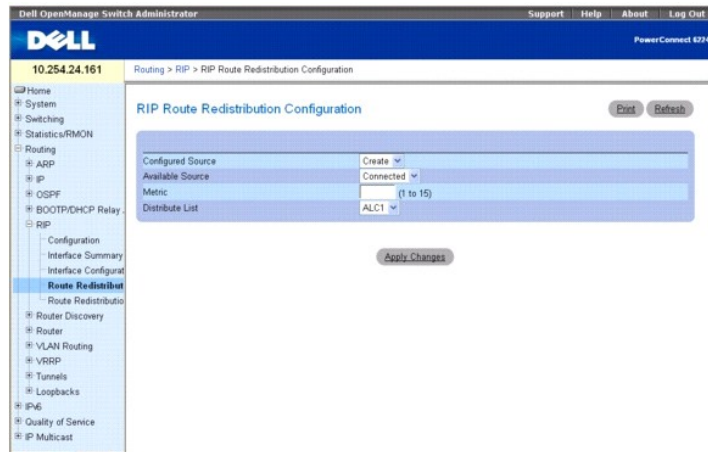 Dell OpenManage Switch Administrator
Support Help About Log Out
DELL
PowerConnect 6224
10.254.24.161
Routing > RIP > RIP Route Redistribution Configuration
Home
System
Switching
Statistics/RMON
Routing
ARP
IP
OSPF
BOOTP/DHCP Relay
RIP
Configuration
Interface Summary
Interface Configurat
Route Redistribut
Route Redistributio
Router Discovery
Router
VLAN Routing
VRRP
Tunnels
Loopbacks
IPv6
Quality of Service
IP Multicast
RIP Route Redistribution Configuration
Print Refresh
Configured Source Create
Available Source Connected
Metric (1 to 15)
Distribute List ALC1
Apply Changes